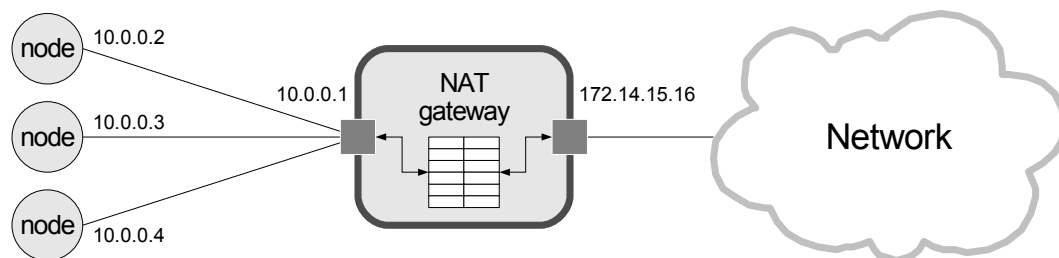 node
10.0.0.2
node
10.0.0.3
node
10.0.0.4
10.0.0.1
NAT
gateway
172.14.15.16
Network